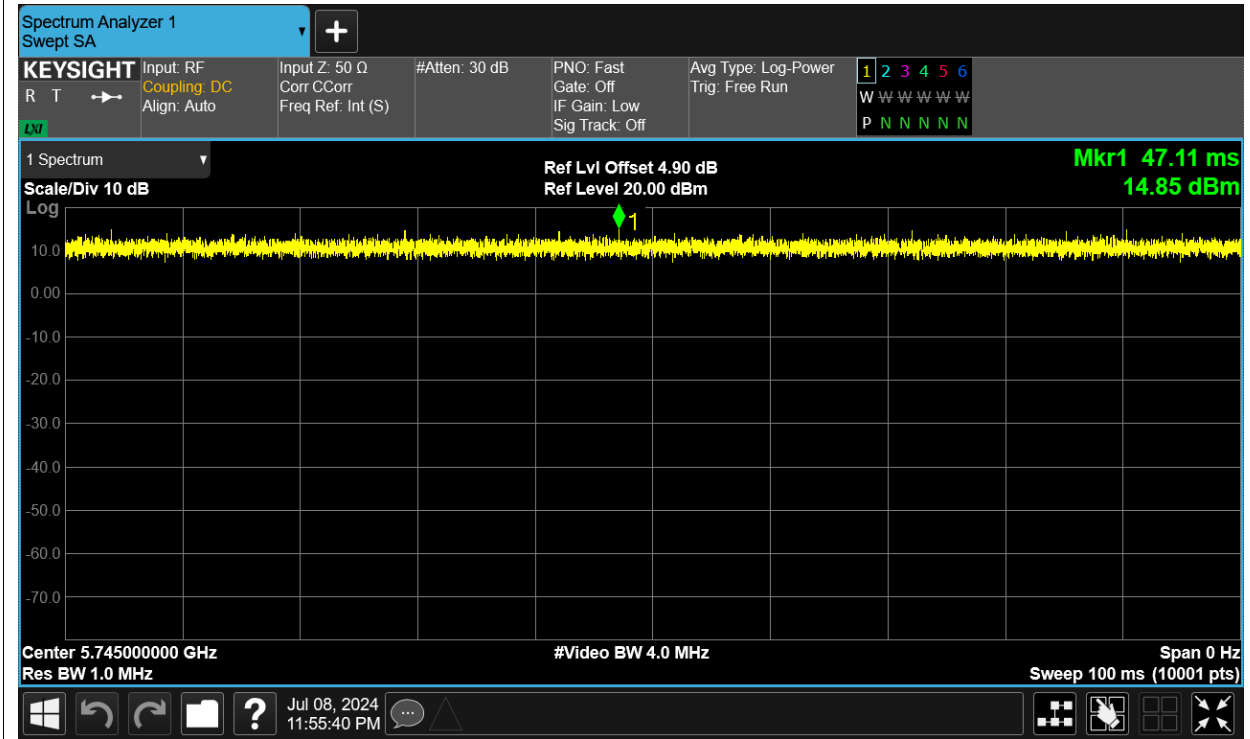 Spectrum Analyzer 1
Swept SA
KEYSIGHT
R T
LXI
Input: RF
Coupling: DC
Align: Auto
Input Z: 50 Ω
Corr CCorr
Freq Ref: Int (S)
#Atten: 30 dB
PNO: Fast
Gate: Off
IF Gain: Low
Sig Track: Off
Avg Type: Log-Power
Trig: Free Run
1 2 3 4 5 6
W W W W W W
P N N N N N
1 Spectrum
Scale/Div 10 dB
Log
Ref Lvl Offset 4.90 dB
Ref Level 20.00 dBm
Mkr1 47.11 ms
14.85 dBm
1
10.0
0.00
-10.0
-20.0
-30.0
-40.0
-50.0
-60.0
-70.0
Center 5.745000000 GHz
Res BW 1.0 MHz
#Video BW 4.0 MHz
Span 0 Hz
Sweep 100 ms (10001 pts)
?
Jul 08, 2024
11:55:40 PM